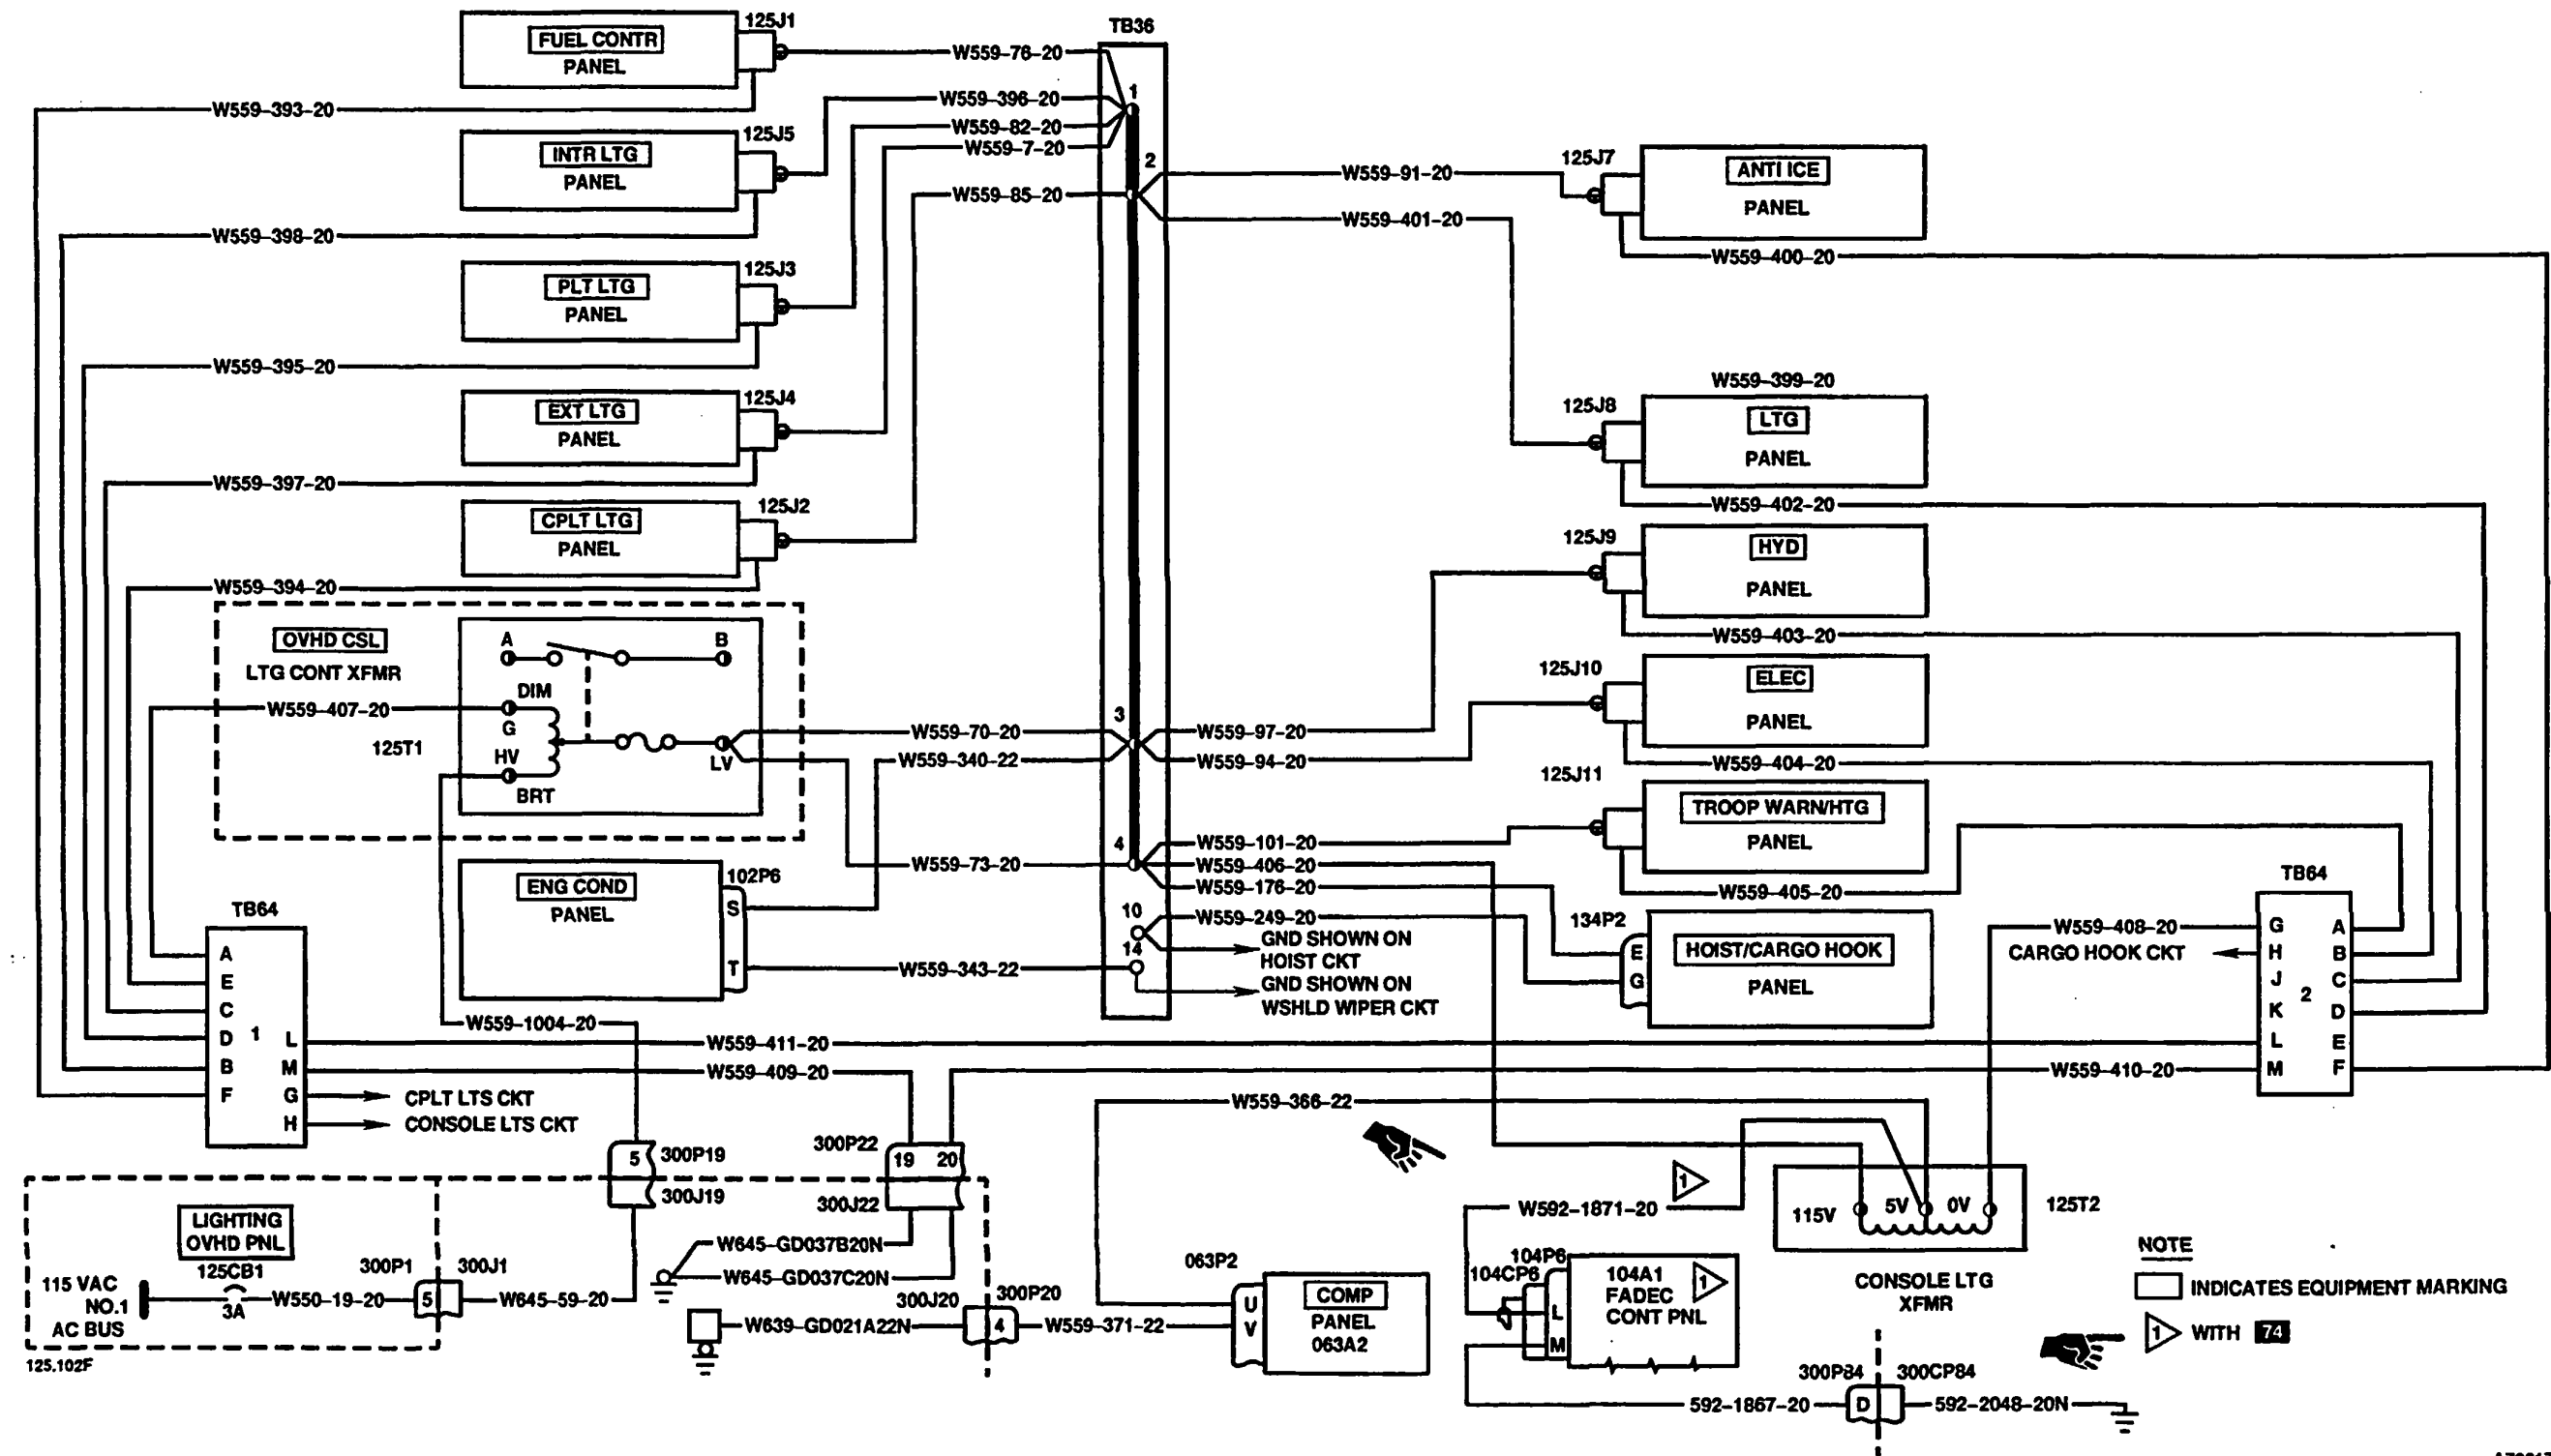 FUEL CONTR
PANEL
125J1
W559-76-20
TB36
W559-393-20
W559-396-20
1
125J5
W559-82-20
INTR LTG
PANEL
W559-7-20
2
125J7
W559-91-20
ANTI ICE
PANEL
W559-85-20
W559-401-20
W559-398-20
W559-400-20
125J3
PLT LTG
PANEL
W559-395-20
W559-399-20
125J4
EXT LTG
PANEL
125J8
LTG
PANEL
W559-397-20
125J2
W559-402-20
CPLT LTG
PANEL
125J9
HYD
PANEL
W559-394-20
OVHD CSL
LTG CONT XFMR
A
B
W559-403-20
125J10
ELEC
PANEL
DIM
W559-407-20
G
125T1
HV
BRT
LV
3
W559-70-20
W559-97-20
W559-340-22
W559-94-20
W559-404-20
125J11
TROOP WARN/HTG
PANEL
4
W559-73-20
W559-101-20
W559-406-20
W559-176-20
W559-405-20
ENG COND
PANEL
102P6
S
T
TB64
TB64
10
W559-249-20
14
GND SHOWN ON
HOIST CKT
GND SHOWN ON
WSHLD WIPER CKT
W559-343-22
134P2
E
G
HOIST/CARGO HOOK
PANEL
W559-408-20
CARGO HOOK CKT
G A
H B
J C
2
K D
L E
M F
A
E
C
D 1 L
B M
F G
H
W559-1004-20
W559-411-20
W559-409-20
W559-410-20
CPLT LTS CKT
CONSOLE LTS CKT
W559-366-22
5
300P19
300J19
300P22
19 20
300J22
1
W592-1871-20
115V 5V 0V
125T2
LIGHTING
OVHD PNL
W645-GD037B20N
W645-GD037C20N
115 VAC
NO.1
AC BUS
125CB1
3A
W550-19-20
300P1
5
300J1
W645-59-20
W639-GD021A22N
300J20
300P20
4
W559-371-22
063P2
U
V
COMP
PANEL
063A2
104P6
104CP6
L
M
104A1
FADEC
CONT PNL
1
CONSOLE LTG
XFMR
NOTE
INDICATES EQUIPMENT MARKING
1 WITH 74
125.102F
300P84
D
300CP84
592-1867-20
592-2048-20N